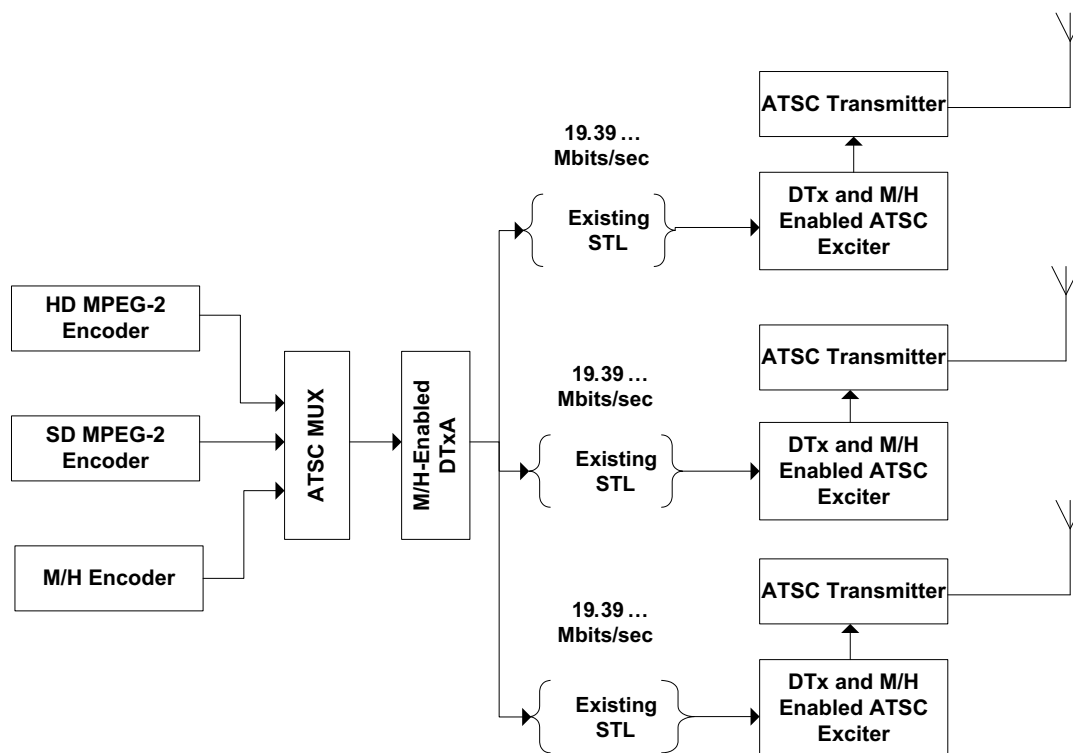 HD MPEG-2
Encoder
SD MPEG-2
Encoder
M/H Encoder
ATSC MUX
M/H-Enabled
DTxA
19.39 ...
Mbits/sec
Existing
STL
ATSC Transmitter
DTx and M/H
Enabled ATSC
Exciter
19.39 ...
Mbits/sec
Existing
STL
ATSC Transmitter
DTx and M/H
Enabled ATSC
Exciter
19.39 ...
Mbits/sec
Existing
STL
ATSC Transmitter
DTx and M/H
Enabled ATSC
Exciter